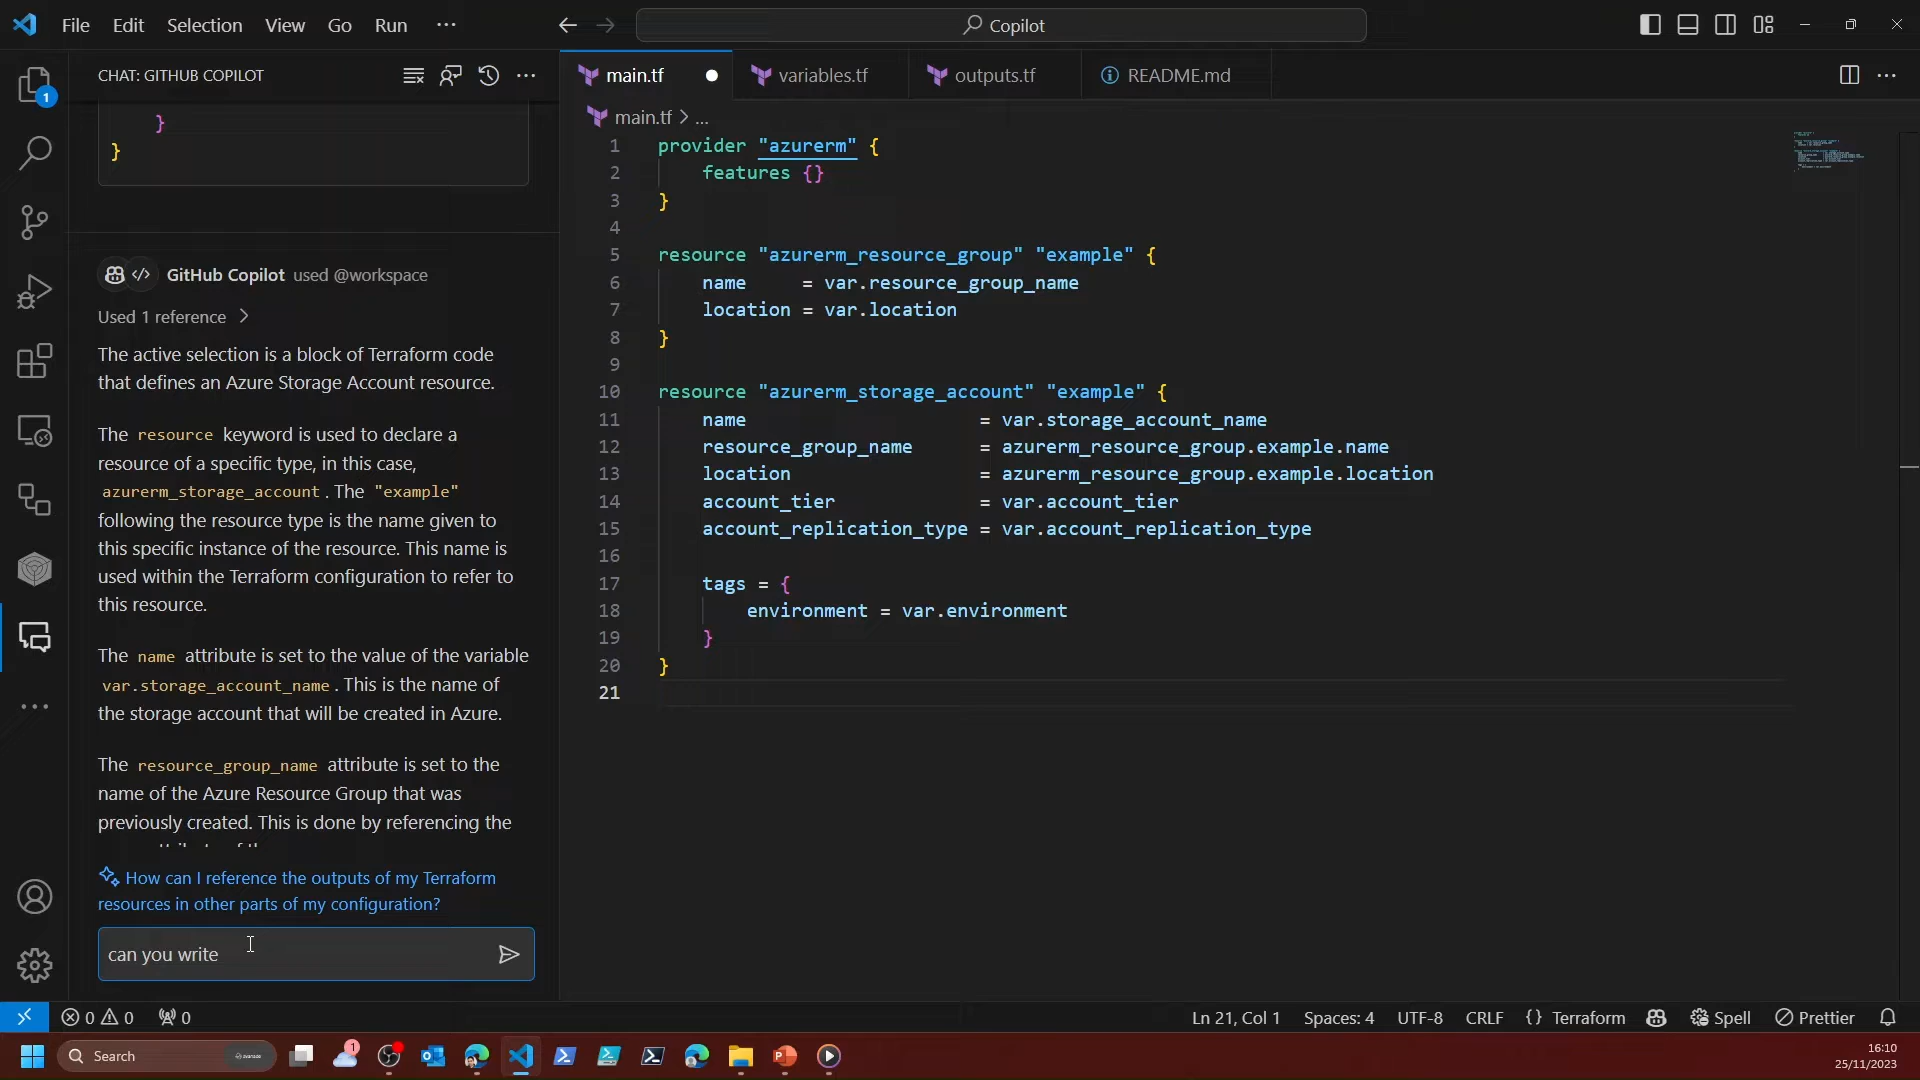 File Edit Selection View Go Run ···
Copilot
CHAT: GITHUB COPILOT
}
}
GitHub Copilot used @workspace
Used 1 reference
The active selection is a block of Terraform code
that defines an Azure Storage Account resource.
The resource keyword is used to declare a
resource of a specific type, in this case,
azurerm_storage_account. The "example"
following the resource type is the name given to
this specific instance of the resource. This name is
used within the Terraform configuration to refer to
this resource.
The name attribute is set to the value of the variable
var.storage_account_name. This is the name of
the storage account that will be created in Azure.
The resource_group_name attribute is set to the
name of the Azure Resource Group that was
previously created. This is done by referencing the
How can I reference the outputs of my Terraform
resources in other parts of my configuration?
can you write
1
main.tf
variables.tf
outputs.tf
README.md
main.tf > ...
1 provider "azurerm" {
2 features {}
3 }
4
5 resource "azurerm_resource_group" "example" {
6 name     = var.resource_group_name
7 location = var.location
8 }
9
10 resource "azurerm_storage_account" "example" {
11 name                     = var.storage_account_name
12 resource_group_name      = azurerm_resource_group.example.name
13 location                 = azurerm_resource_group.example.location
14 account_tier             = var.account_tier
15 account_replication_type = var.account_replication_type
16
17 tags = {
18 environment = var.environment
19 }
20 }
21
0 0 0
Ln 21, Col 1 Spaces: 4 UTF-8 CRLF {} Terraform Spell Prettier
Search
1
16:10
25/11/2023